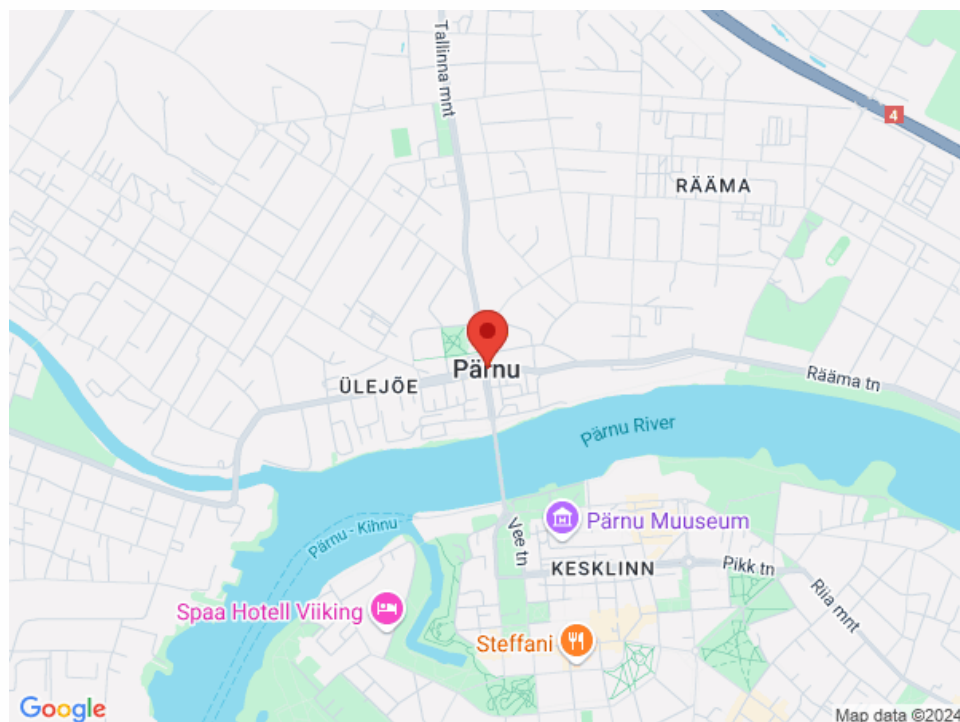 Tallinna mnt
4
RÄÄMA
Pärnu
ÜLEJÕE
Rääma tn
Pärnu River
Pärnu - Kihnu
Vee tn
Pärnu Muuseum
KESKLINN
Pikk tn
Riia mnt
Spaa Hotell Viiking
Steffani
Google
Map data ©2024